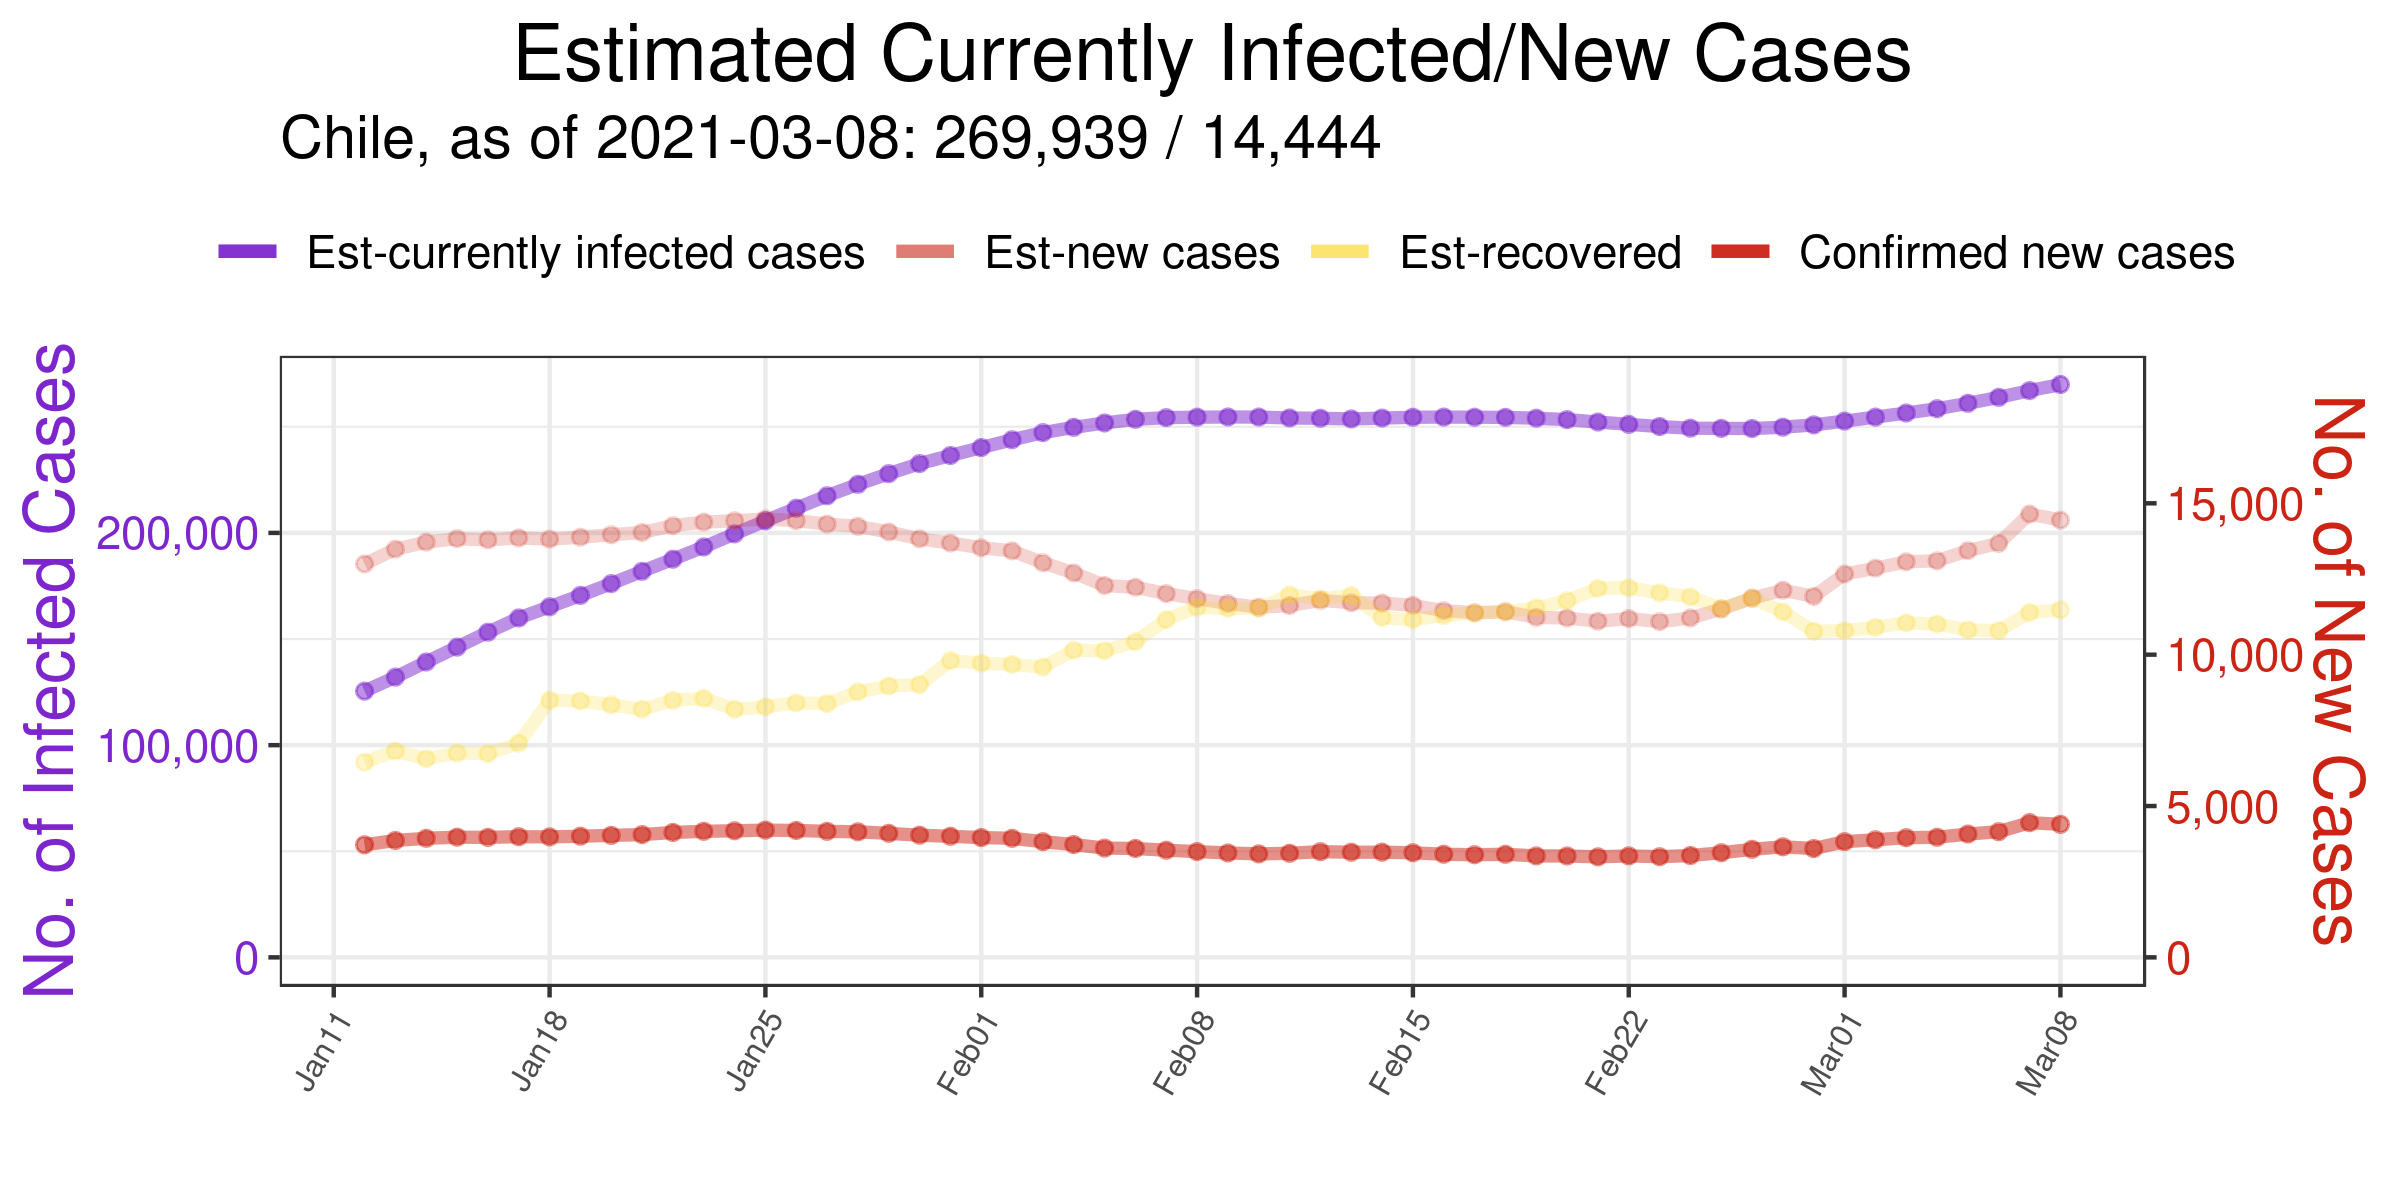 Estimated Currently Infected/New Cases
Chile, as of 2021-03-08: 269,939 / 14,444
Est-currently infected cases
Est-new cases
Est-recovered
Confirmed new cases
No. of Infected Cases
200,000
100,000
0
15,000
10,000
5,000
0
No. of New Cases
Jan11
Jan18
Jan25
Feb01
Feb08
Feb15
Feb22
Mar01
Mar08